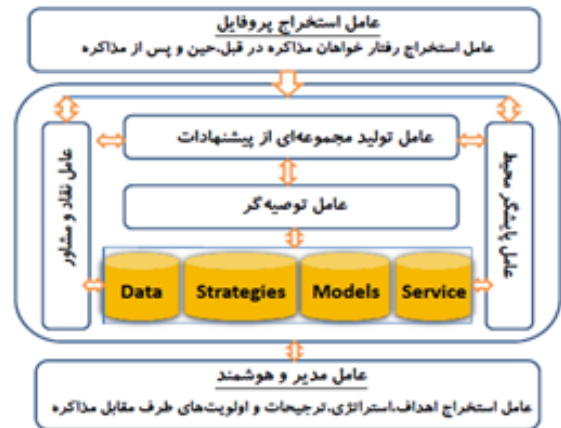 عامل استخراج پروفایل
عامل استخراج رفتار خواهان مذاکره در قبل،حین و پس از مذاکره
عامل تولید مجموعه‌ای از پیشنهادات
عامل پایشگر محیط
عامل نقاد و مشاور
عامل توصیه‌گر
Data Strategies Models Service
عامل مدیر و هوشمند
عامل استخراج اهداف،استراتژی،ترجیحات و اولویت‌های طرف مقابل مذاکره